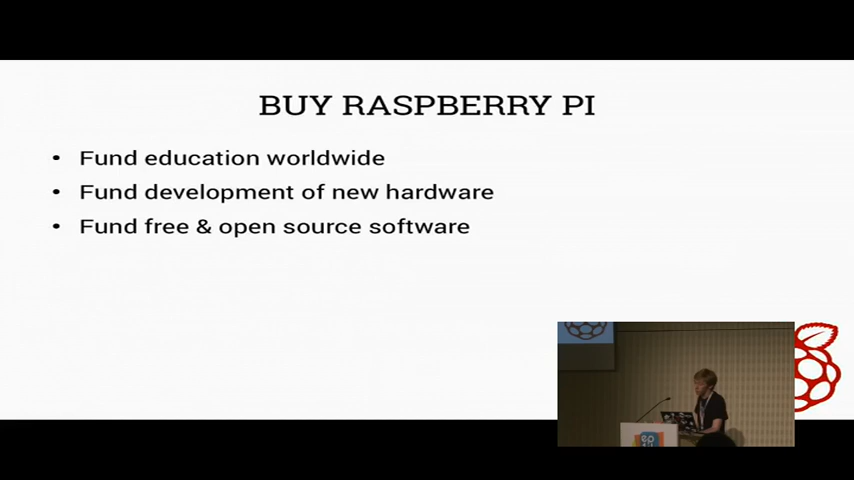 BUY RASPBERRY PI
• Fund education worldwide
• Fund development of new hardware
• Fund free & open source software